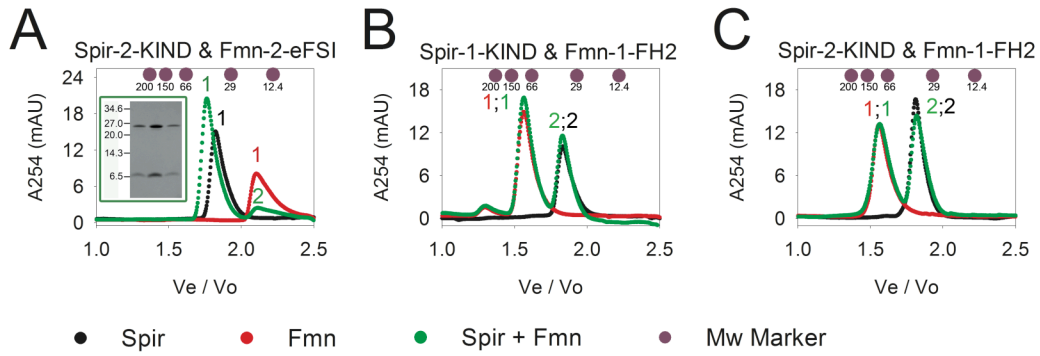 A
Spir-2-KIND & Fmn-2-eFSI
200 150 66 29 12.4
24
18
12
6
0
A254 (mAU)
34.6
27.0
20.0
14.3
6.5
1
1
1
2
1.0 1.5 2.0 2.5
Ve / Vo
B
Spir-1-KIND & Fmn-1-FH2
200 150 66 29 12.4
18
12
6
0
A254 (mAU)
1;1
2;2
1.0 1.5 2.0 2.5
Ve / Vo
C
Spir-2-KIND & Fmn-1-FH2
200 150 66 29 12.4
18
12
6
0
A254 (mAU)
1;1
2;2
1.0 1.5 2.0 2.5
Ve / Vo
Spir Fmn Spir + Fmn Mw Marker